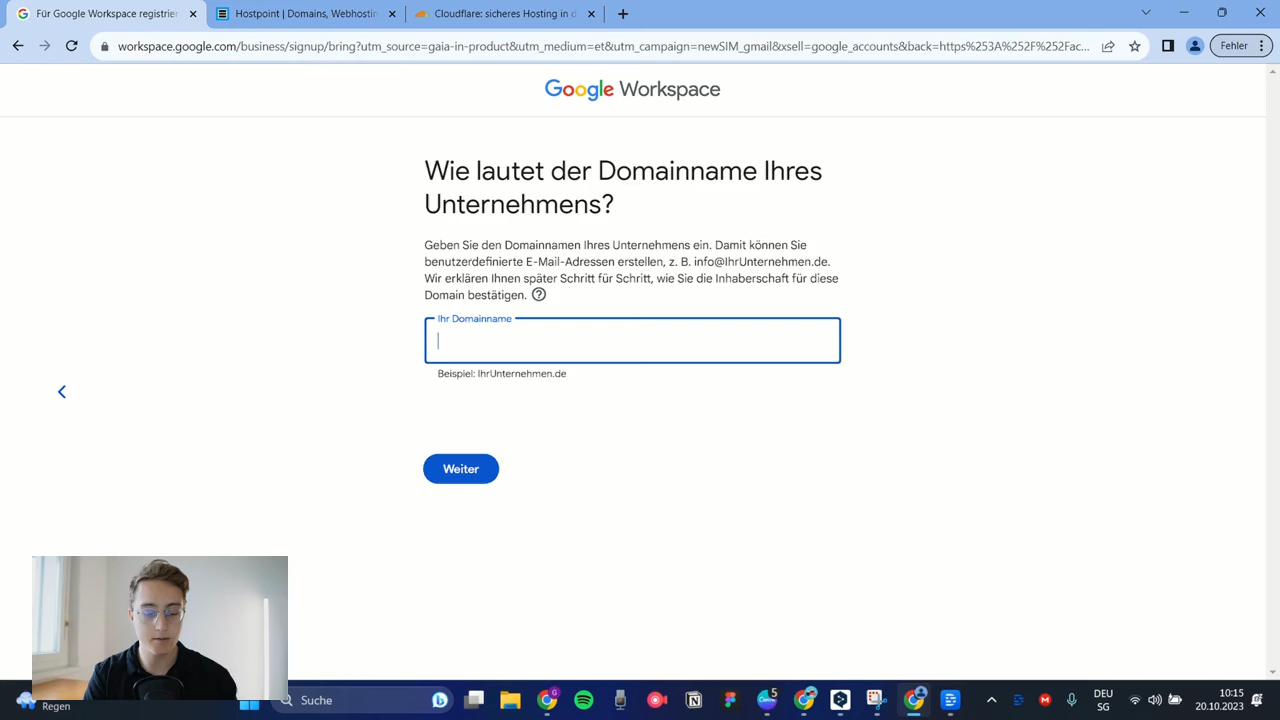 Für Google Workspace registrier
Hostpoint | Domains, Webhosting
Cloudflare: sicheres Hosting in d
workspace.google.com/business/signup/bring?utm_source=gaia-in-product&utm_medium=et&utm_campaign=newSIM_gmail&xsell=google_accounts&back=https%253A%252F%252Fac...
Fehler
Google Workspace
Wie lautet der Domainname Ihres
Unternehmens?
Geben Sie den Domainnamen Ihres Unternehmens ein. Damit können Sie
benutzerdefinierte E-Mail-Adressen erstellen, z. B. info@IhrUnternehmen.de.
Wir erklären Ihnen später Schritt für Schritt, wie Sie die Inhaberschaft für diese
Domain bestätigen.
Ihr Domainname
Beispiel: IhrUnternehmen.de
Weiter
Regen
Suche
DEU
SG
10:15
20.10.2023